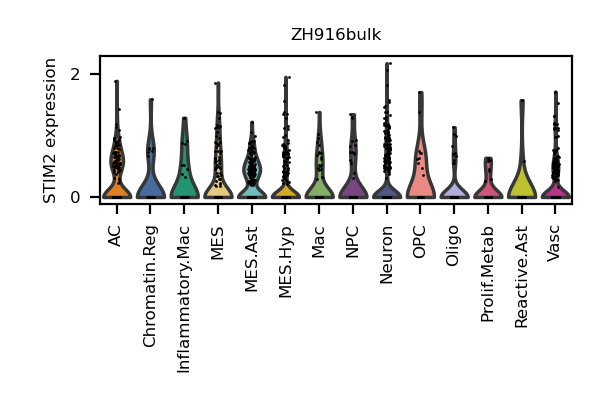 ZH916bulk
STIM2 expression
2
0
AC
Chromatin.Reg
Inflammatory.Mac
MES
MES.Ast
MES.Hyp
Mac
NPC
Neuron
OPC
Oligo
Prolif.Metab
Reactive.Ast
Vasc